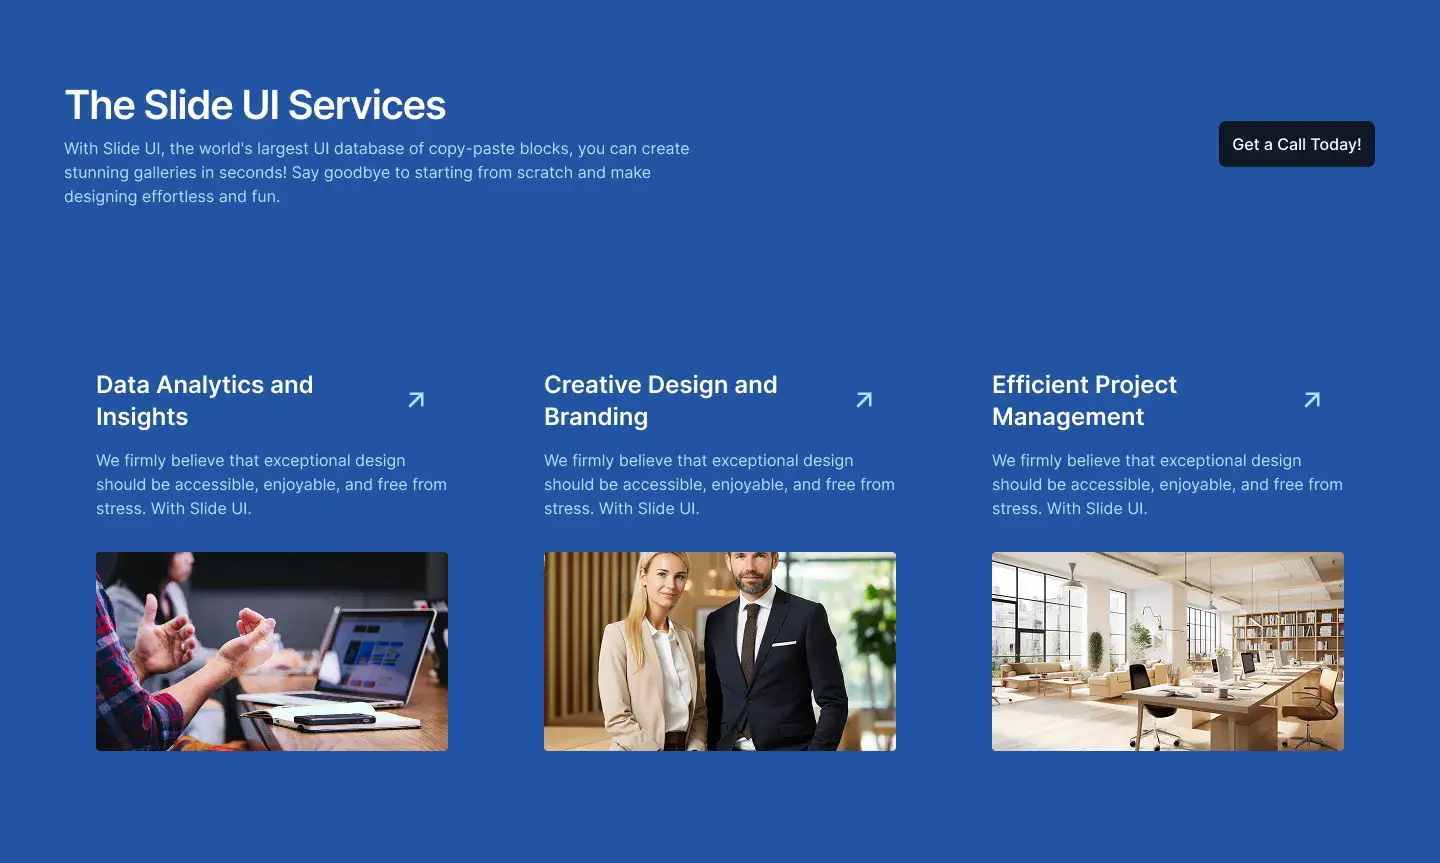 The Slide UI Services
With Slide UI, the world's largest UI database of copy-paste blocks, you can create
stunning galleries in seconds! Say goodbye to starting from scratch and make
designing effortless and fun.
Get a Call Today!
Data Analytics and
Insights
We firmly believe that exceptional design
should be accessible, enjoyable, and free from
stress. With Slide UI.
Creative Design and
Branding
We firmly believe that exceptional design
should be accessible, enjoyable, and free from
stress. With Slide UI.
Efficient Project
Management
We firmly believe that exceptional design
should be accessible, enjoyable, and free from
stress. With Slide UI.